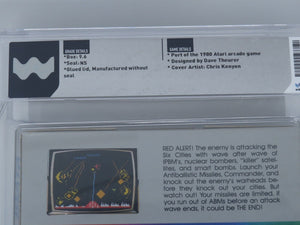 GRADE DETAILS
*Box: 9.6
*Seal: NS
*Glued lid, Manufactured without
seal
GAME DETAILS
* Port of the 1980 Atari arcade game
* Designed by Dave Theurer
* Cover Artist: Chris Kenyon
RED ALERT! The enemy is attacking the
Six Cities with wave after wave of
IPBM's, nuclear bombers, "killer" satel-
lites, and smart bombs. Launch your
Antiballistic Missiles, Commander, and
knock out the enemy's warheads be-
fore they knock out your cities. But
watch out! Your missiles are limited. If
you run out of ABMs before an attack
wave ends, it could be THE END!